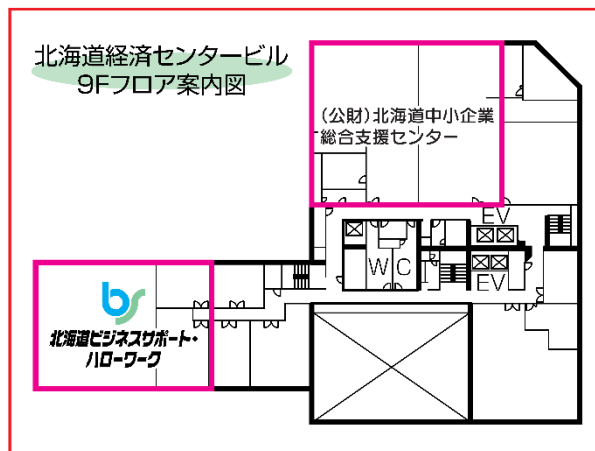 北海道経済センタービル
9Fフロア案内図
(公財)北海道中小企業
総合支援センター
EV
WC
EV
bs
北海道ビジネスサポート・
ハローワーク